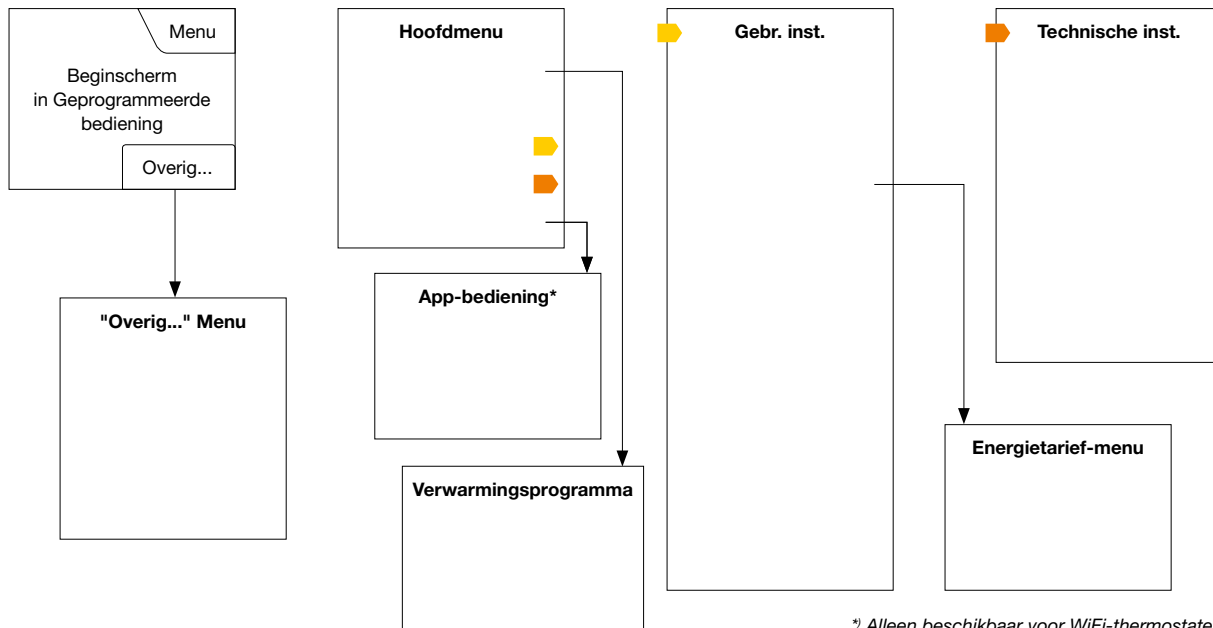 Menu
Beginscherm
in Geprogrammeerde
bediening
Overig...
"Overig..." Menu
Hoofdmenu
App-bediening*
Verwarmingsprogramma
Gebr. inst.
Energietarief-menu
Technische inst.
*) Alleen beschikbaar voor WiFi-thermostate